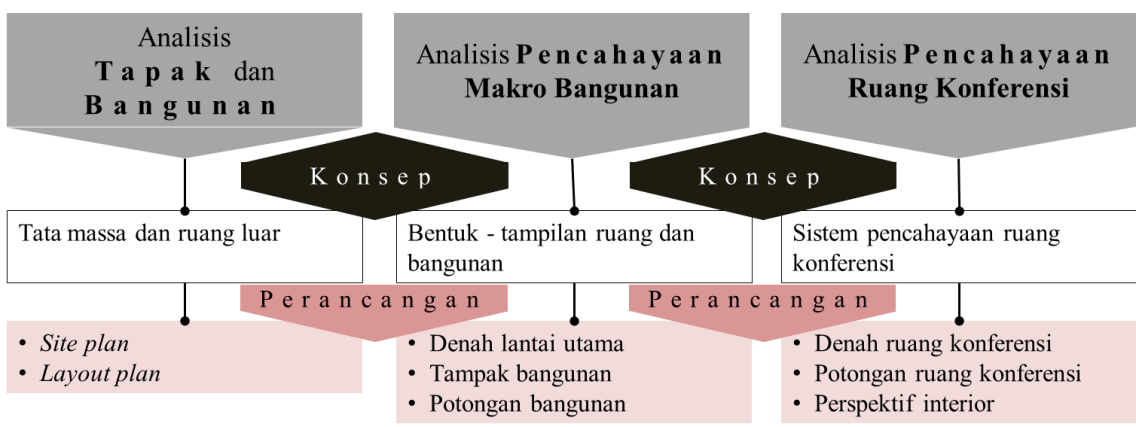 Analisis
Tapak dan
Bangunan
Analisis Pencahayaan
Makro Bangunan
Analisis Pencahayaan
Ruang Konferensi
Konsep
Konsep
Tata massa dan ruang luar
Bentuk - tampilan ruang dan
bangunan
Sistem pencahayaan ruang
konferensi
Perancangan
Perancangan
• Site plan
• Layout plan
• Denah lantai utama
• Tampak bangunan
• Potongan bangunan
• Denah ruang konferensi
• Potongan ruang konferensi
• Perspektif interior